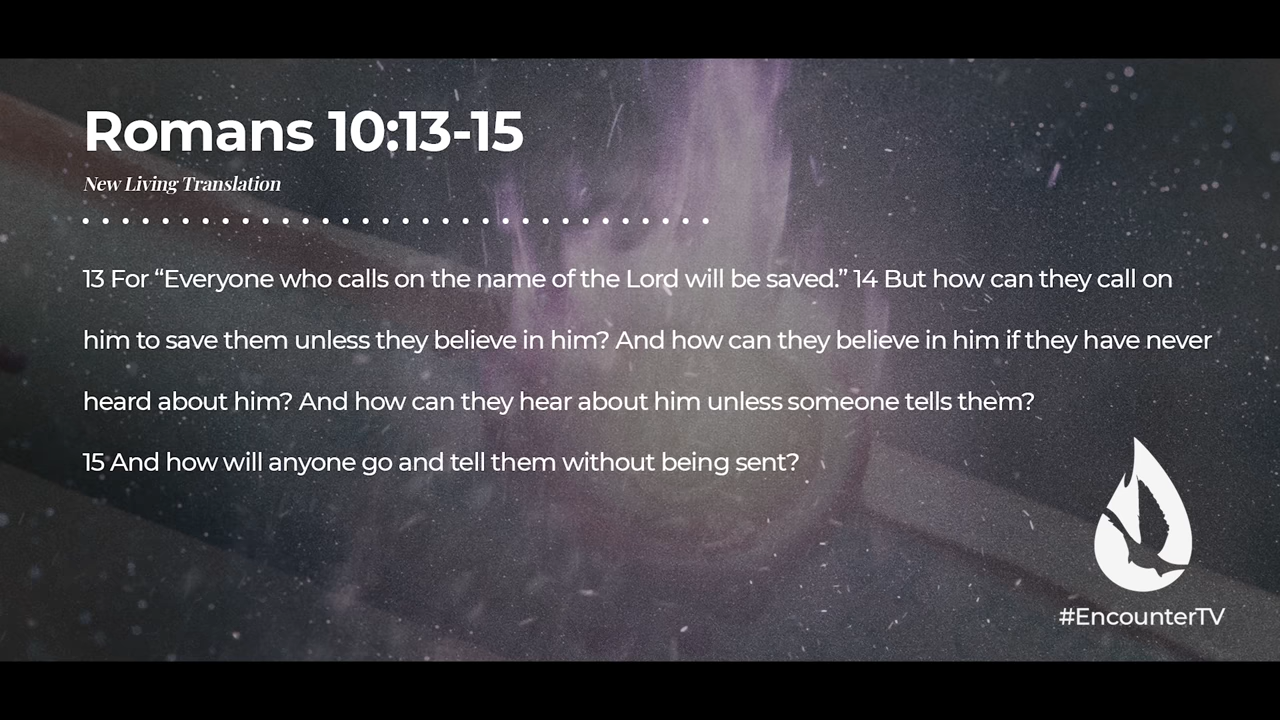 Romans 10:13-15
New Living Translation
13 For “Everyone who calls on the name of the Lord will be saved.” 14 But how can they call on
him to save them unless they believe in him? And how can they believe in him if they have never
heard about him? And how can they hear about him unless someone tells them?
15 And how will anyone go and tell them without being sent?
#EncounterTV